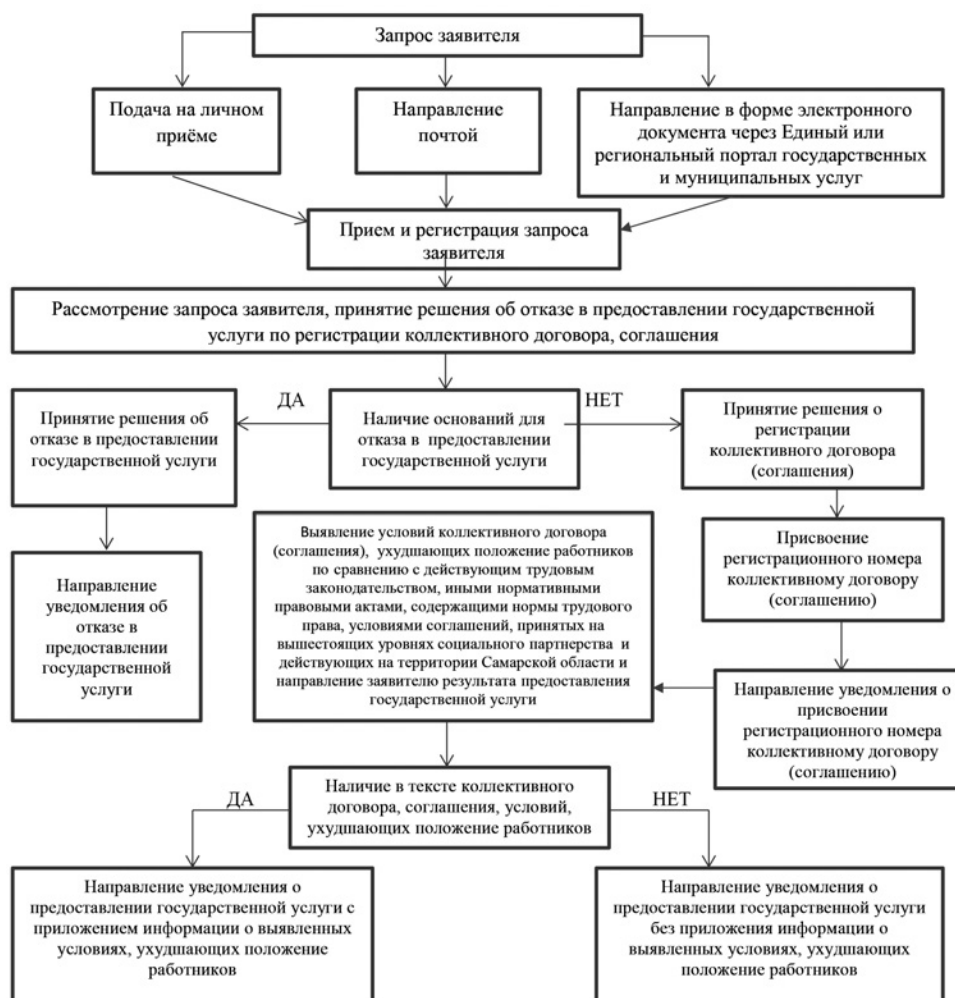 Запрос заявителя
Подача на личном
приёме
Направление
почтой
Направление в форме электронного
документа через Единый или
региональный портал государственных
и муниципальных услуг
Прием и регистрация запроса
заявителя
Рассмотрение запроса заявителя, принятие решения об отказе в предоставлении государственной
услуги по регистрации коллективного договора, соглашения
Принятие решения об
отказе в предоставлении
государственной услуги
ДА
Наличие оснований для
отказа в предоставлении
государственной услуги
НЕТ
Принятие решения о
регистрации
коллективного договора
(соглашения)
Направление
уведомления об
отказе в
предоставлении
государственной
услуги
Выявление условий коллективного договора
(соглашения), ухудшающих положение работников
по сравнению с действующим трудовым
законодательством, иными нормативными
правовыми актами, содержащими нормы трудового
права, условиями соглашений, принятых на
вышестоящих уровнях социального партнерства и
действующих на территории Самарской области и
направление заявителю результата предоставления
государственной услуги
Присвоение
регистрационного номера
коллективному договору
(соглашению)
Направление уведомления о
присвоении
регистрационного номера
коллективному договору
(соглашению)
ДА
Наличие в тексте коллективного
договора, соглашения, условий,
ухудшающих положение работников
НЕТ
Направление уведомления о
предоставлении государственной услуги с
приложением информации о выявленных
условиях, ухудшающих положение
работников
Направление уведомления о
предоставлении государственной услуги
без приложения информации о
выявленных условиях, ухудшающих
положение работников